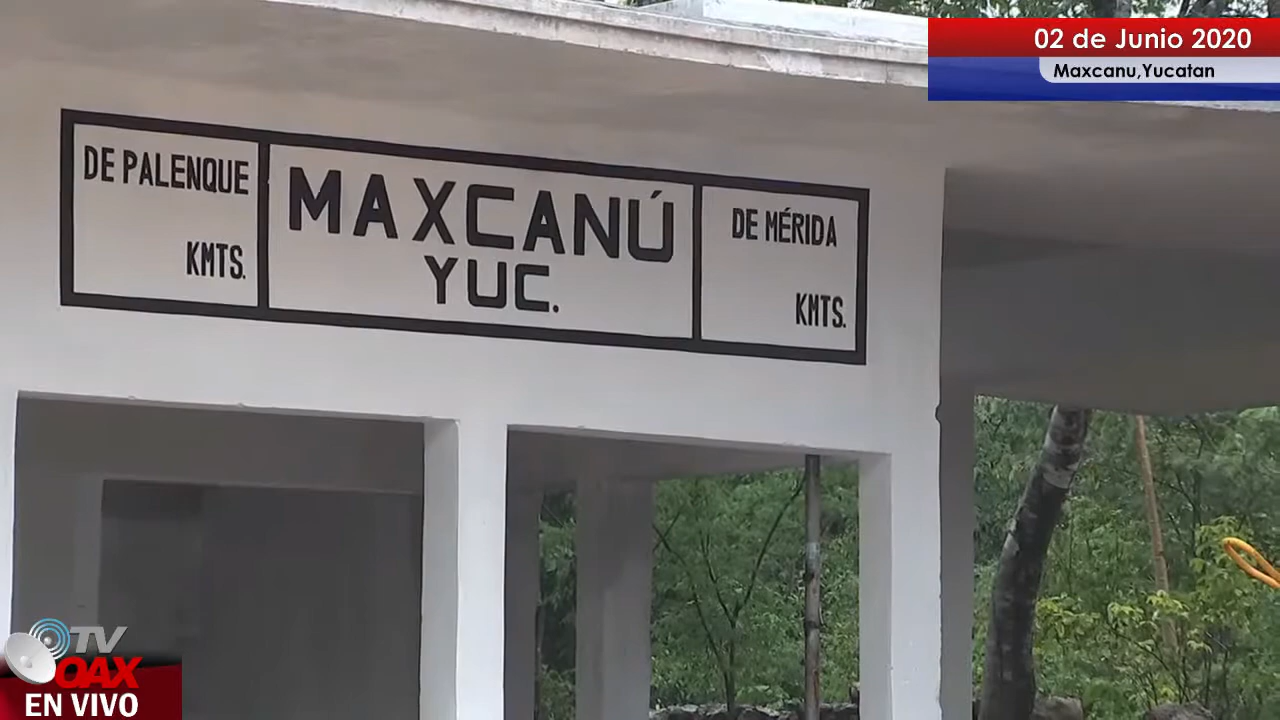 02 de Junio 2020
Maxcanu,Yucatan
DE PALENQUE
KMTS.
MAXCANÚ
YUC.
DE MÉRIDA
KMTS.
TV
OAX
EN VIVO